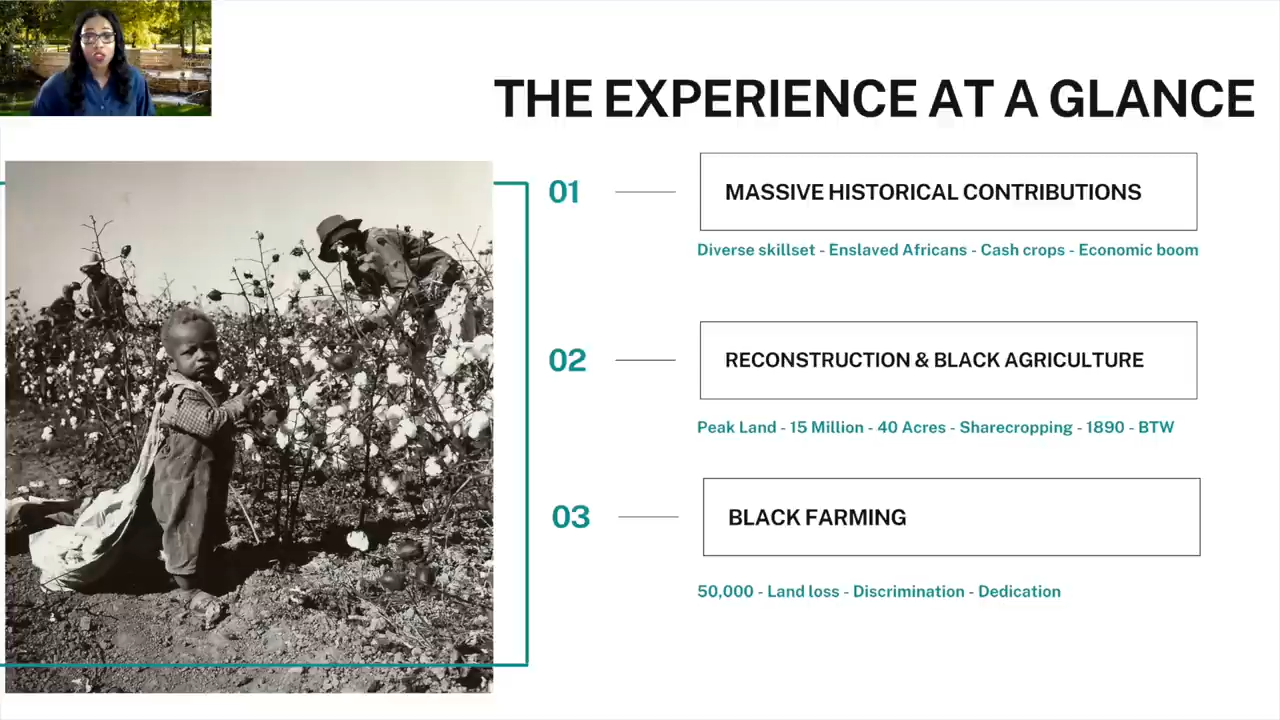 THE EXPERIENCE AT A GLANCE
01
MASSIVE HISTORICAL CONTRIBUTIONS
Diverse skillset - Enslaved Africans - Cash crops - Economic boom
02
RECONSTRUCTION & BLACK AGRICULTURE
Peak Land - 15 Million - 40 Acres - Sharecropping - 1890 - BTW
03
BLACK FARMING
50,000 - Land loss - Discrimination - Dedication